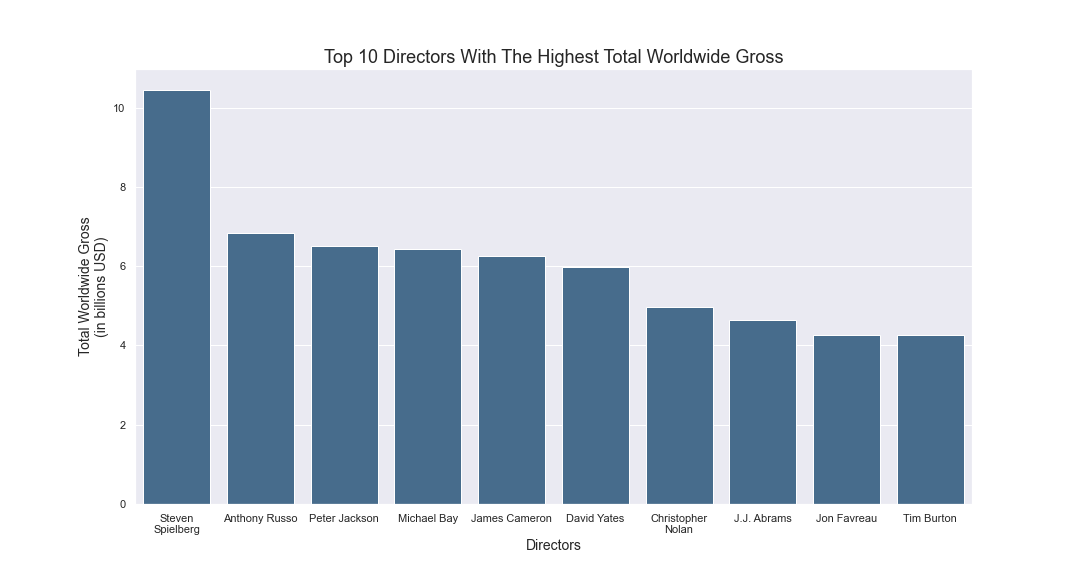 Top 10 Directors With The Highest Total Worldwide Gross
Total Worldwide Gross
(in billions USD)
10
8
6
4
2
0
Steven
Spielberg
Anthony Russo
Peter Jackson
Michael Bay
James Cameron
David Yates
Christopher
Nolan
J.J. Abrams
Jon Favreau
Tim Burton
Directors